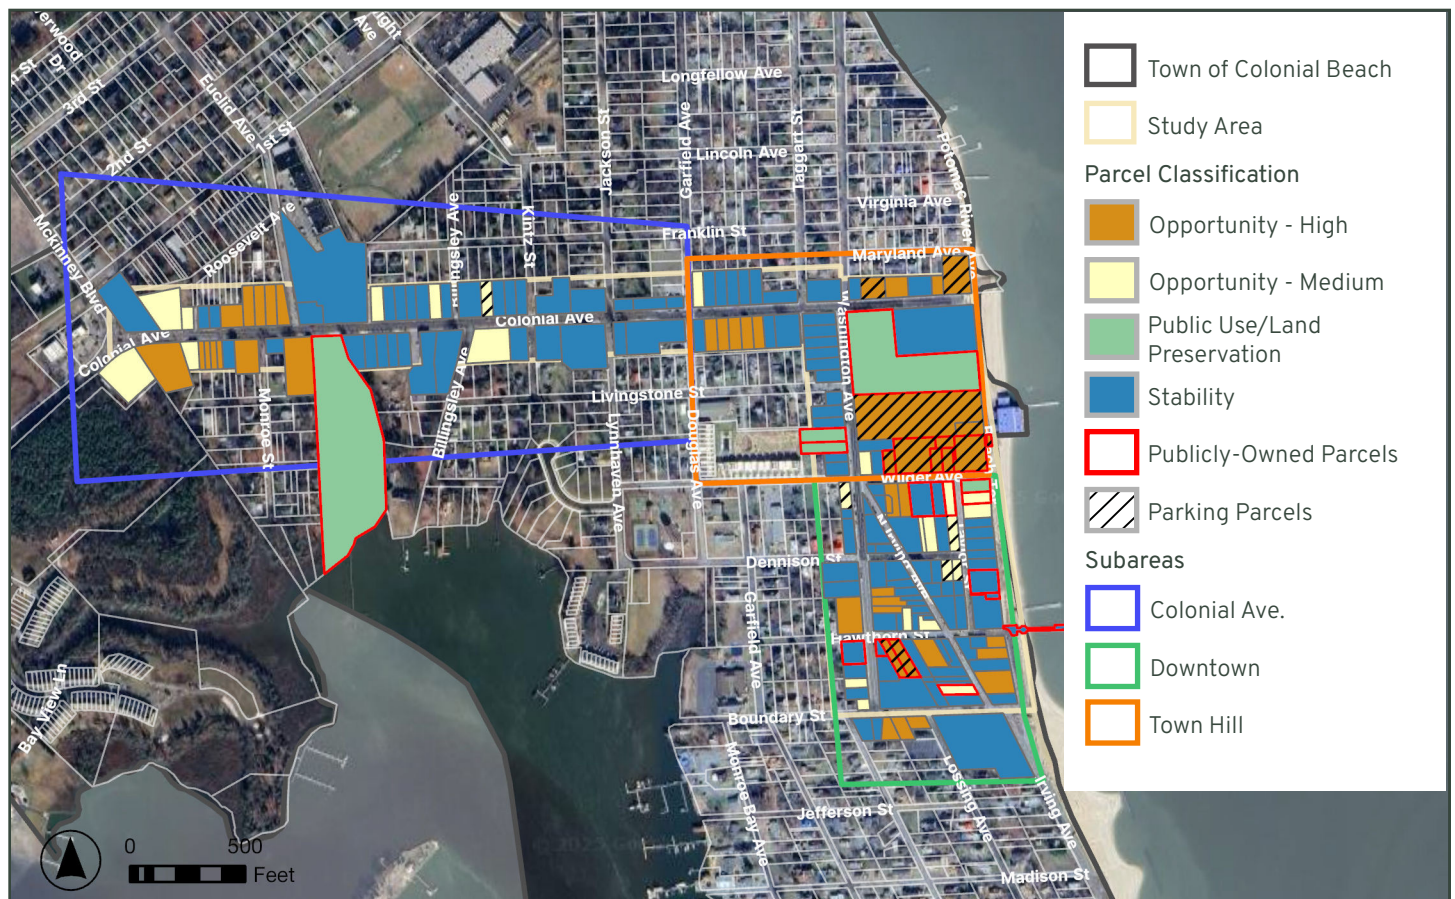 Town of Colonial Beach
Study Area
Parcel Classification
Opportunity - High
Opportunity - Medium
Public Use/Land
Preservation
Stability
Publicly-Owned Parcels
Parking Parcels
Subareas
Colonial Ave.
Downtown
Town Hill
Dr
3rd St
2nd St
1st St
Euclid Ave
Ave
Mckinney Blvd
Roosevelt Ave
Colonial Ave
Monroe St
Billingsley Ave
Kintz St
Colonial Ave
Jackson St
Garfield Ave
Taggart St
Longfellow Ave
Lincoln Ave
Virginia Ave
Potomac River Ave
Franklin St
Maryland Ave
Washington Ave
Livingstone St
Lynnhaven Ave
Douglas Ave
Wilder Ave
Dennison St
N Irving Ave
Garfield Ave
Hawthorn St
Boundary St
Monroe Bay Ave
Jefferson St
Lossing Ave
Irving Ave
Madison St
Bay View Ln
0 500
Feet